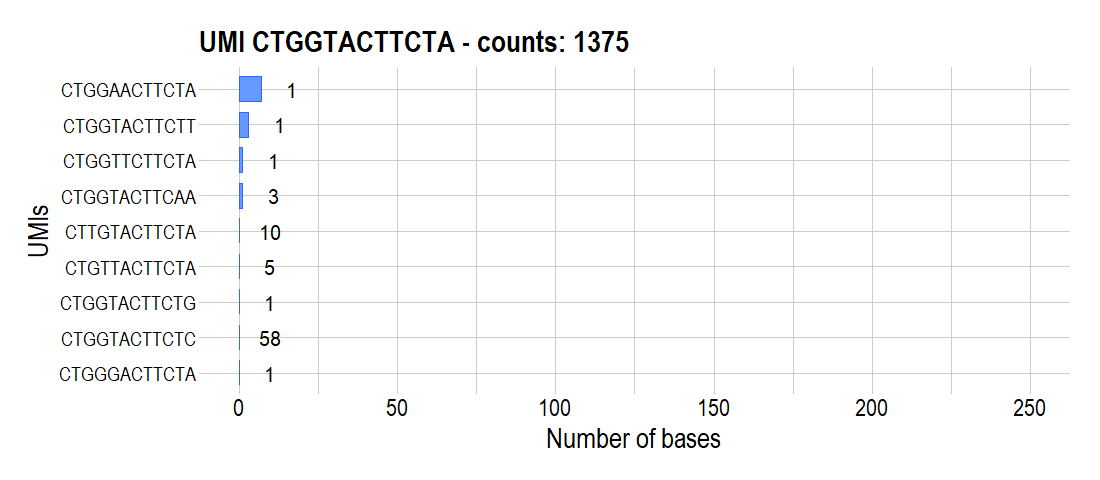 UMI CTGGTACTTCTA - counts: 1375
CTGGAACTTCTA 1
CTGGTACTTCTT 1
CTGGTTCTTCTA 1
CTGGTACTTCAA 3
CTTGTACTTCTA 10
CTGTTACTTCTA 5
CTGGTACTTCTG 1
CTGGTACTTCTC 58
CTGGGACTTCTA 1
UMIs
0 50 100 150 200 250
Number of bases